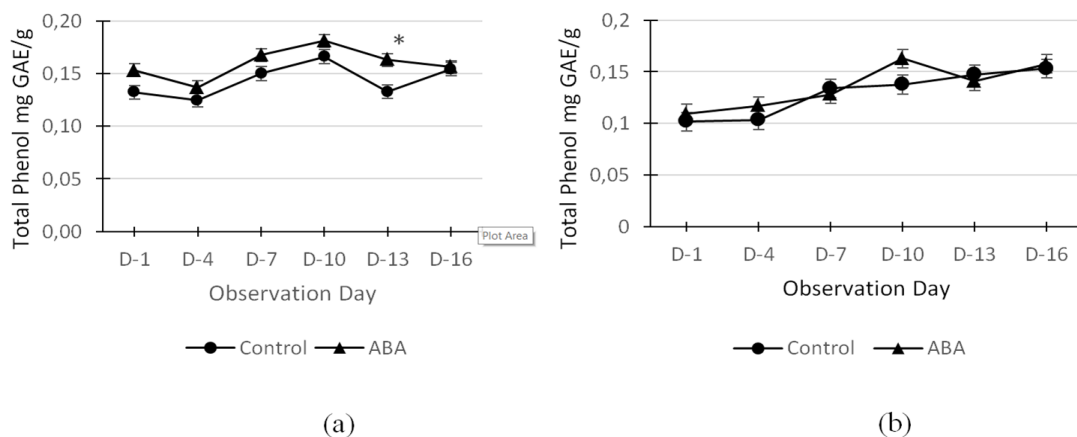 Total Phenol mg GAE/g
0,20
0,15
0,10
0,05
0,00
*
Plot Area
D-1 D-4 D-7 D-10 D-13 D-16
Observation Day
Control ABA
(a)
Total Phenol mg GAE/g
0,2
0,15
0,1
0,05
0
D-1 D-4 D-7 D-10 D-13 D-16
Observation Day
Control ABA
(b)